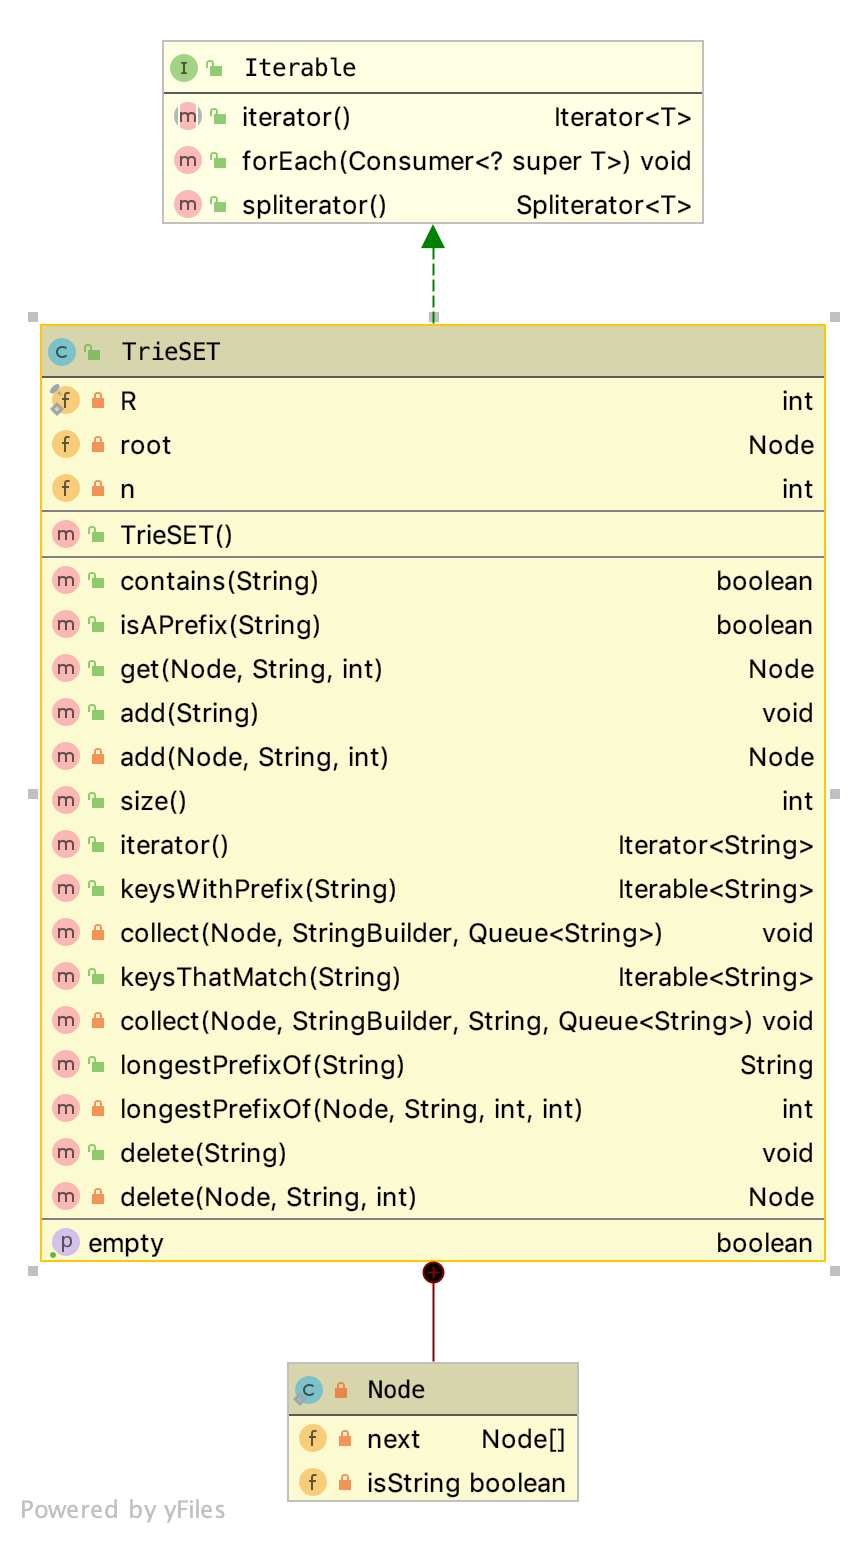 I Iterable
m iterator() Iterator<T>
m forEach(Consumer<? super T>) void
m spliterator() Spliterator<T>
C TrieSET
f R int
f root Node
f n int
m TrieSET()
m contains(String) boolean
m isAPrefix(String) boolean
m get(Node, String, int) Node
m add(String) void
m add(Node, String, int) Node
m size() int
m iterator() Iterator<String>
m keysWithPrefix(String) Iterable<String>
m collect(Node, StringBuilder, Queue<String>) void
m keysThatMatch(String) Iterable<String>
m collect(Node, StringBuilder, String, Queue<String>) void
m longestPrefixOf(String) String
m longestPrefixOf(Node, String, int, int) int
m delete(String) void
m delete(Node, String, int) Node
p empty boolean
C Node
f next Node[]
f isString boolean
Powered by yFiles